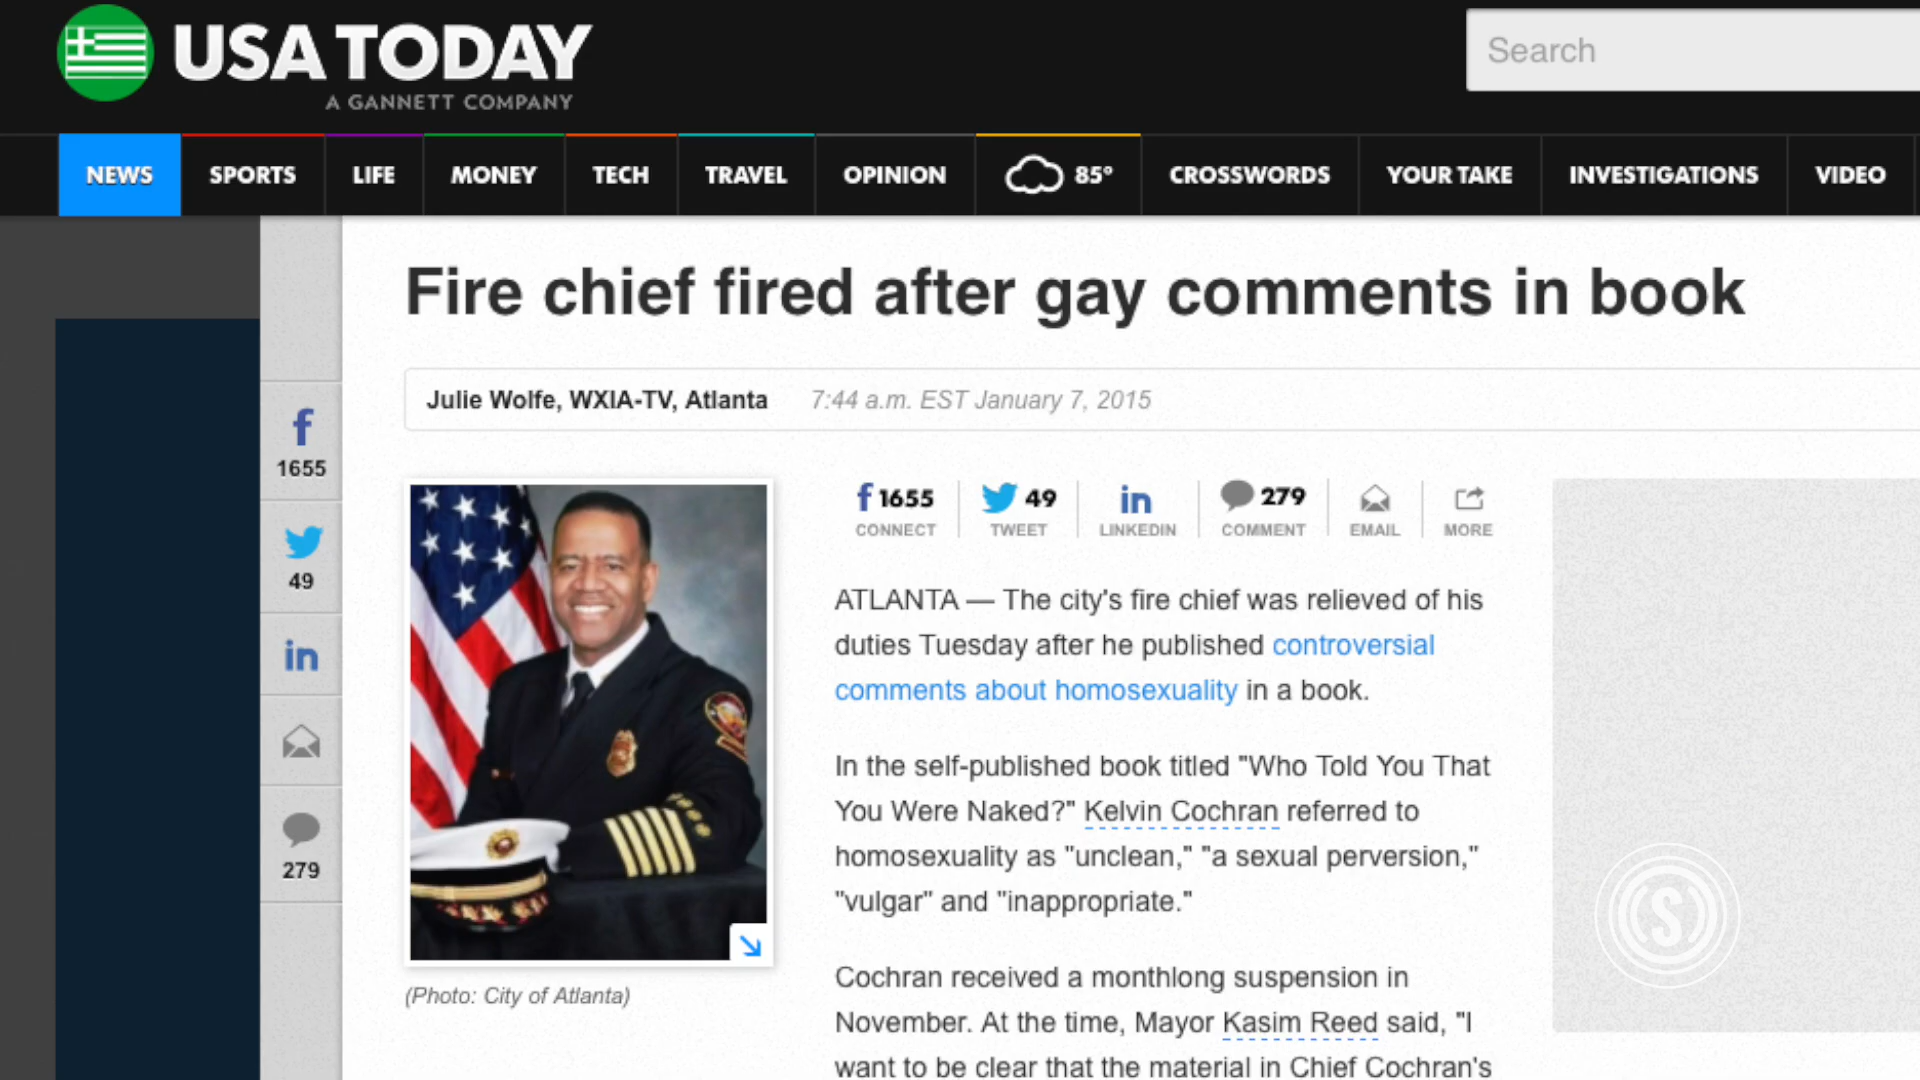 USA TODAY
A GANNETT COMPANY
Search
NEWS
SPORTS
LIFE
MONEY
TECH
TRAVEL
OPINION
85°
CROSSWORDS
YOUR TAKE
INVESTIGATIONS
VIDEO
Fire chief fired after gay comments in book
Julie Wolfe, WXIA-TV, Atlanta 7:44 a.m. EST January 7, 2015
f
1655
49
in
279
f 1655
CONNECT
49
TWEET
in
LINKEDIN
279
COMMENT
EMAIL
MORE
(Photo: City of Atlanta)
ATLANTA — The city's fire chief was relieved of his
duties Tuesday after he published controversial
comments about homosexuality in a book.
In the self-published book titled "Who Told You That
You Were Naked?" Kelvin Cochran referred to
homosexuality as "unclean," "a sexual perversion,"
"vulgar" and "inappropriate."
Cochran received a monthlong suspension in
November. At the time, Mayor Kasim Reed said, "I
want to be clear that the material in Chief Cochran's
S